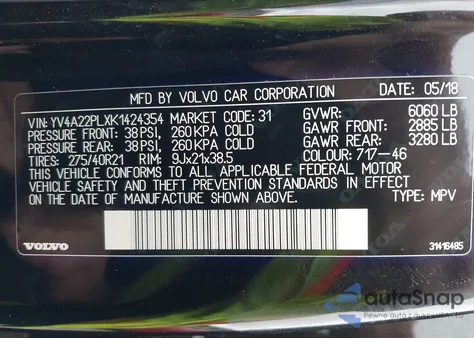 MFD. BY VOLVO CAR CORPORATION DATE: 05/18
VIN: YV4A22PLXK1424354 MARKET CODE: 31 GVWR: 6060 LB
PRESSURE FRONT: 38 PSI, 260 KPA COLD GAWR FRONT: 2885 LB
PRESSURE REAR: 38 PSI, 260 KPA COLD GAWR REAR: 3280 LB
TIRES: 275/40R21 RIM: 9Jx21x38.5 COLOUR: 717-46
THIS VEHICLE CONFORMS TO ALL APPLICABLE FEDERAL MOTOR
VEHICLE SAFETY AND THEFT PREVENTION STANDARDS IN EFFECT
ON THE DATE OF MANUFACTURE SHOWN ABOVE. TYPE: MPV
VOLVO 31416485
autoSnap
Pewne auta z USA